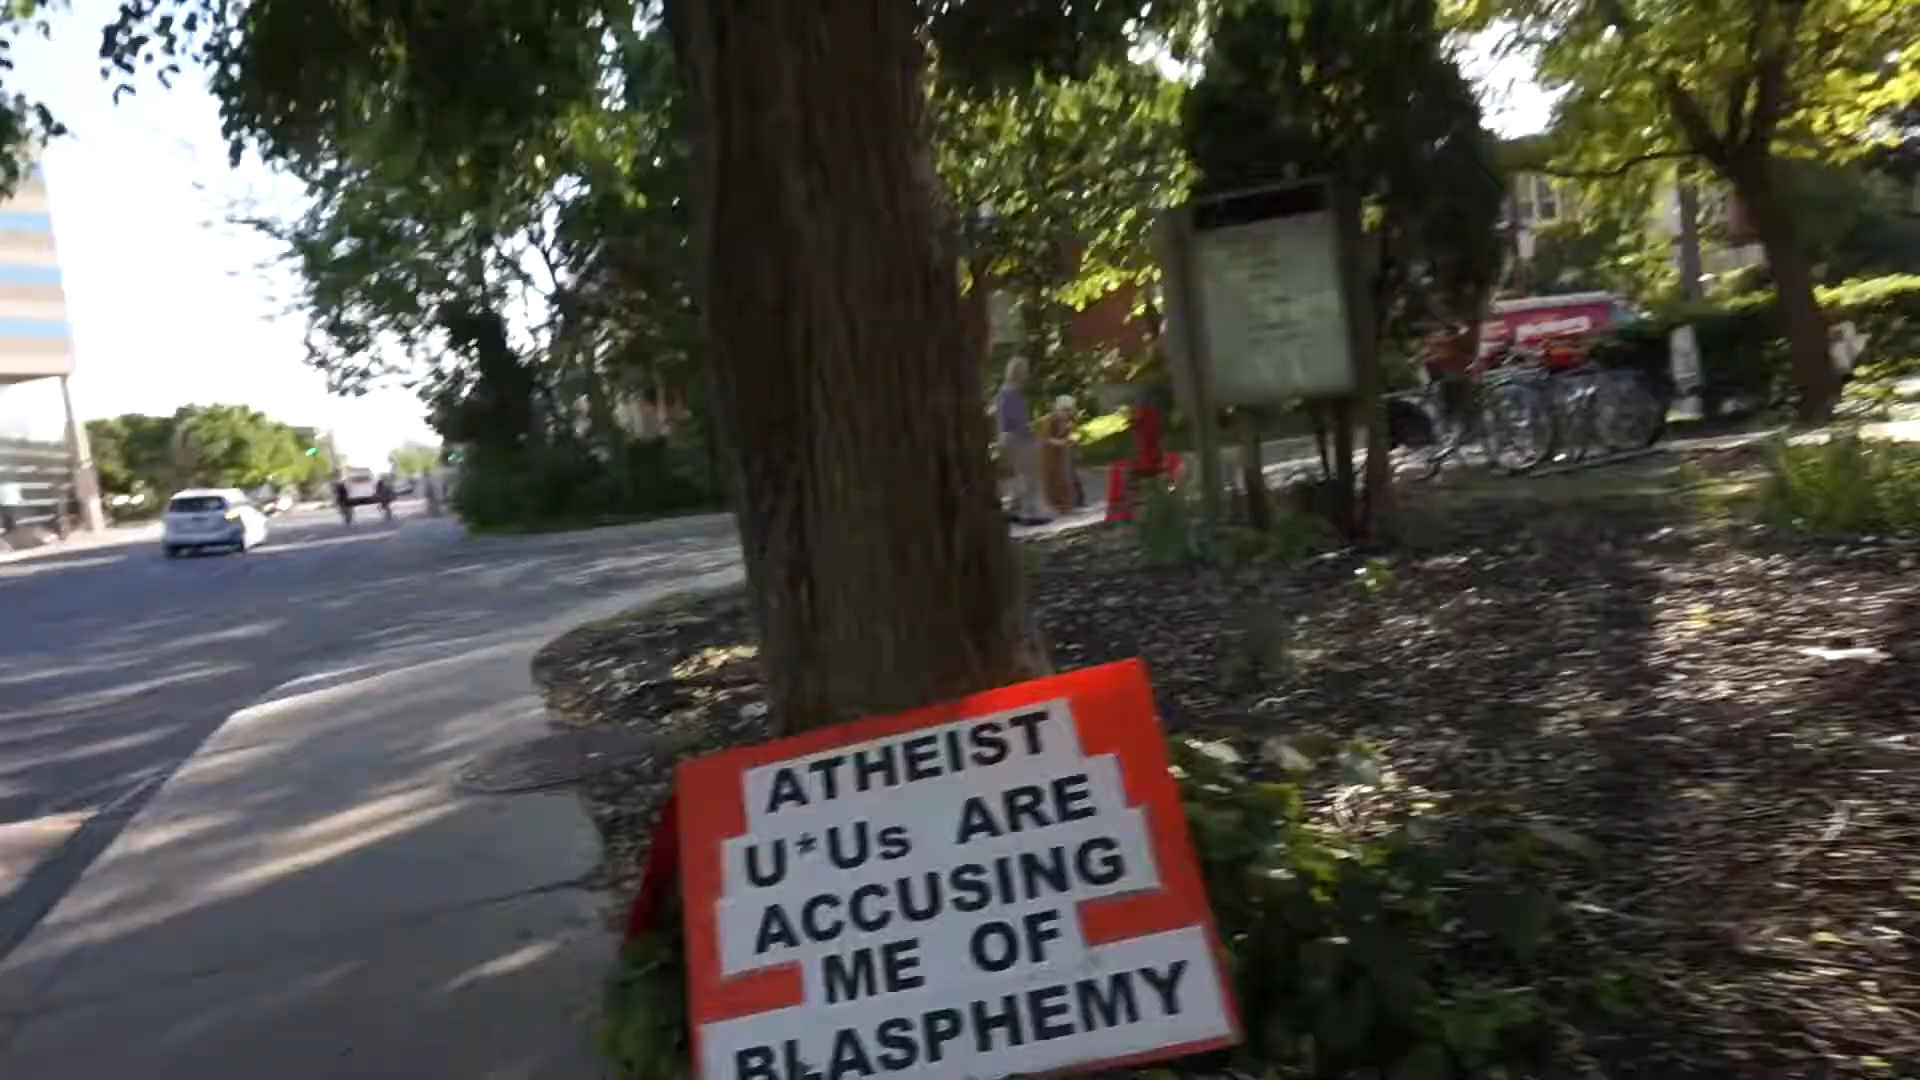 ATHEIST
U*Us ARE
ACCUSING
ME OF
BLASPHEMY